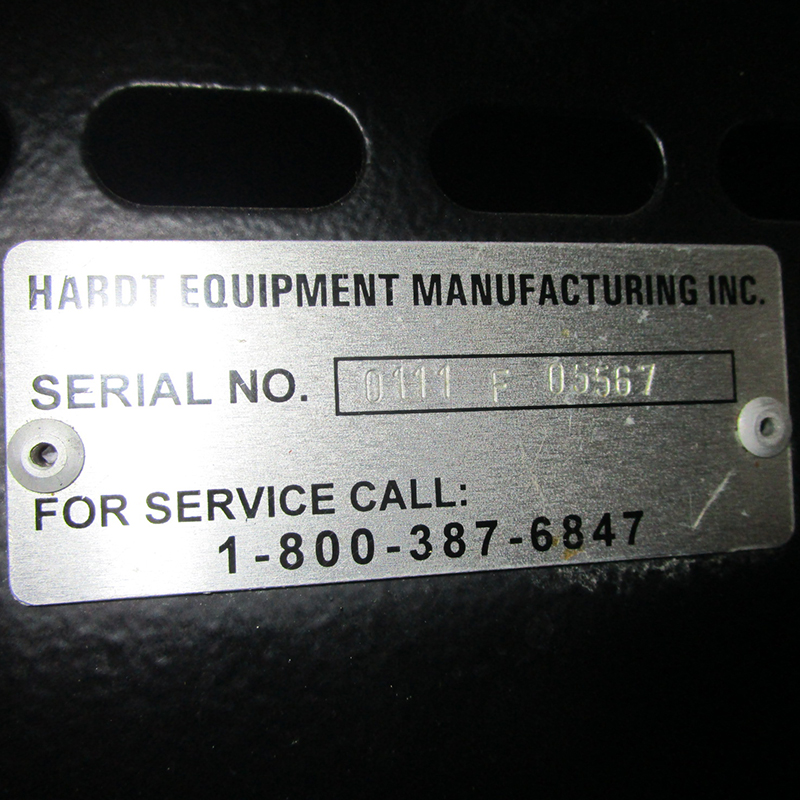 HARDT EQUIPMENT MANUFACTURING INC.
SERIAL NO. 0111 F 05567
FOR SERVICE CALL:
1-800-387-6847